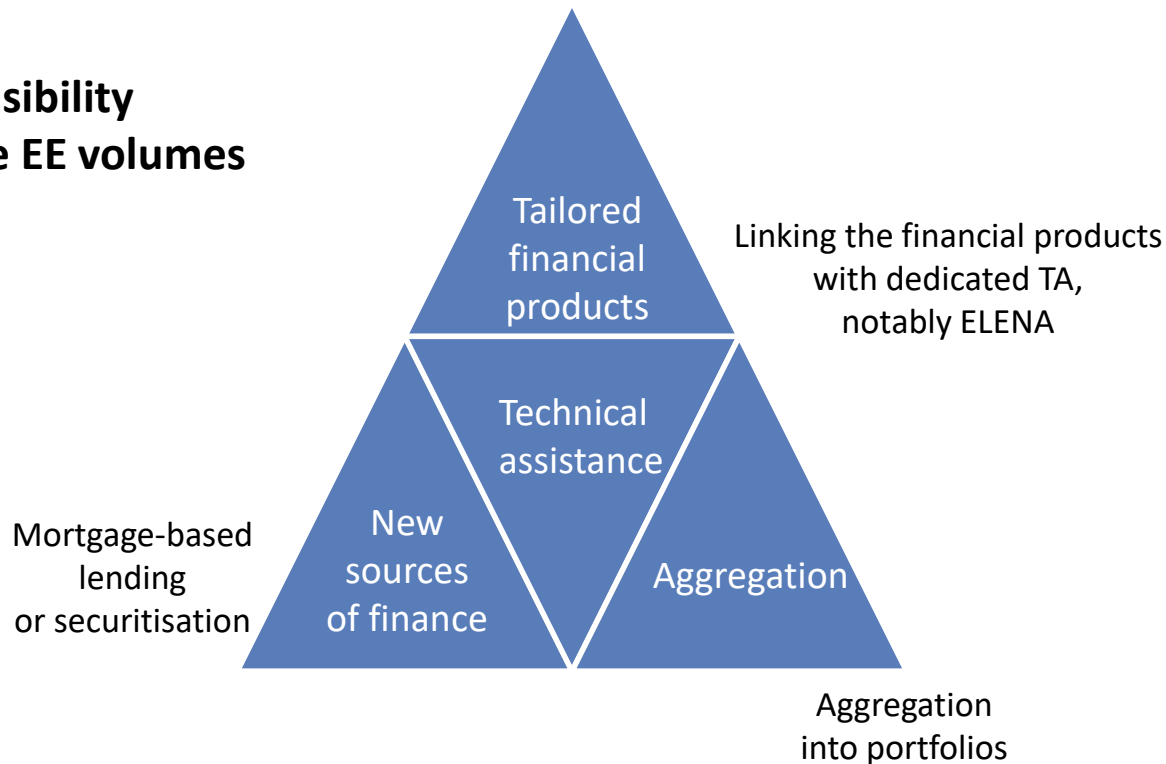 EE volumes
Tailored
financial
products
Linking the financial products
with dedicated TA,
notably ELENA
Technical
assistance
Mortgage-based
lending
or securitisation
New
sources
of finance
Aggregation
Aggregation
into portfolios